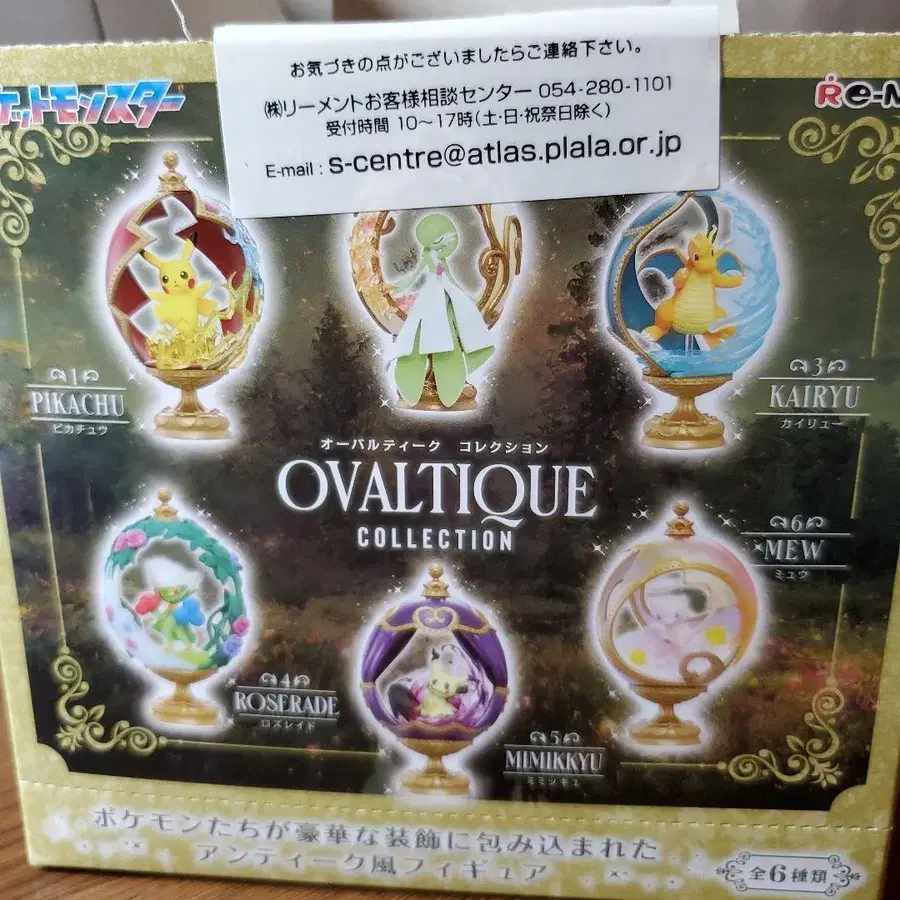 お気づきの点がございましたらご連絡下さい。
㈱リーメントお客様相談センター 054-280-1101
受付時間 10～17時(土・日・祝祭日除く)
E-mail : s-centre@atlas.plala.or.jp
ケットモンスター
Re-M
1
PIKACHU
ピカチュウ
3
KAIRYU
カイリュー
オーバルティーク コレクション
OVALTIQUE
COLLECTION
6
MEW
ミュウ
4
ROSERADE
ロズレイド
5
MIMIKKYU
ミミッキュ
ポケモンたちが豪華な装飾に包み込まれた
アンティーク風フィギュア
全6種類